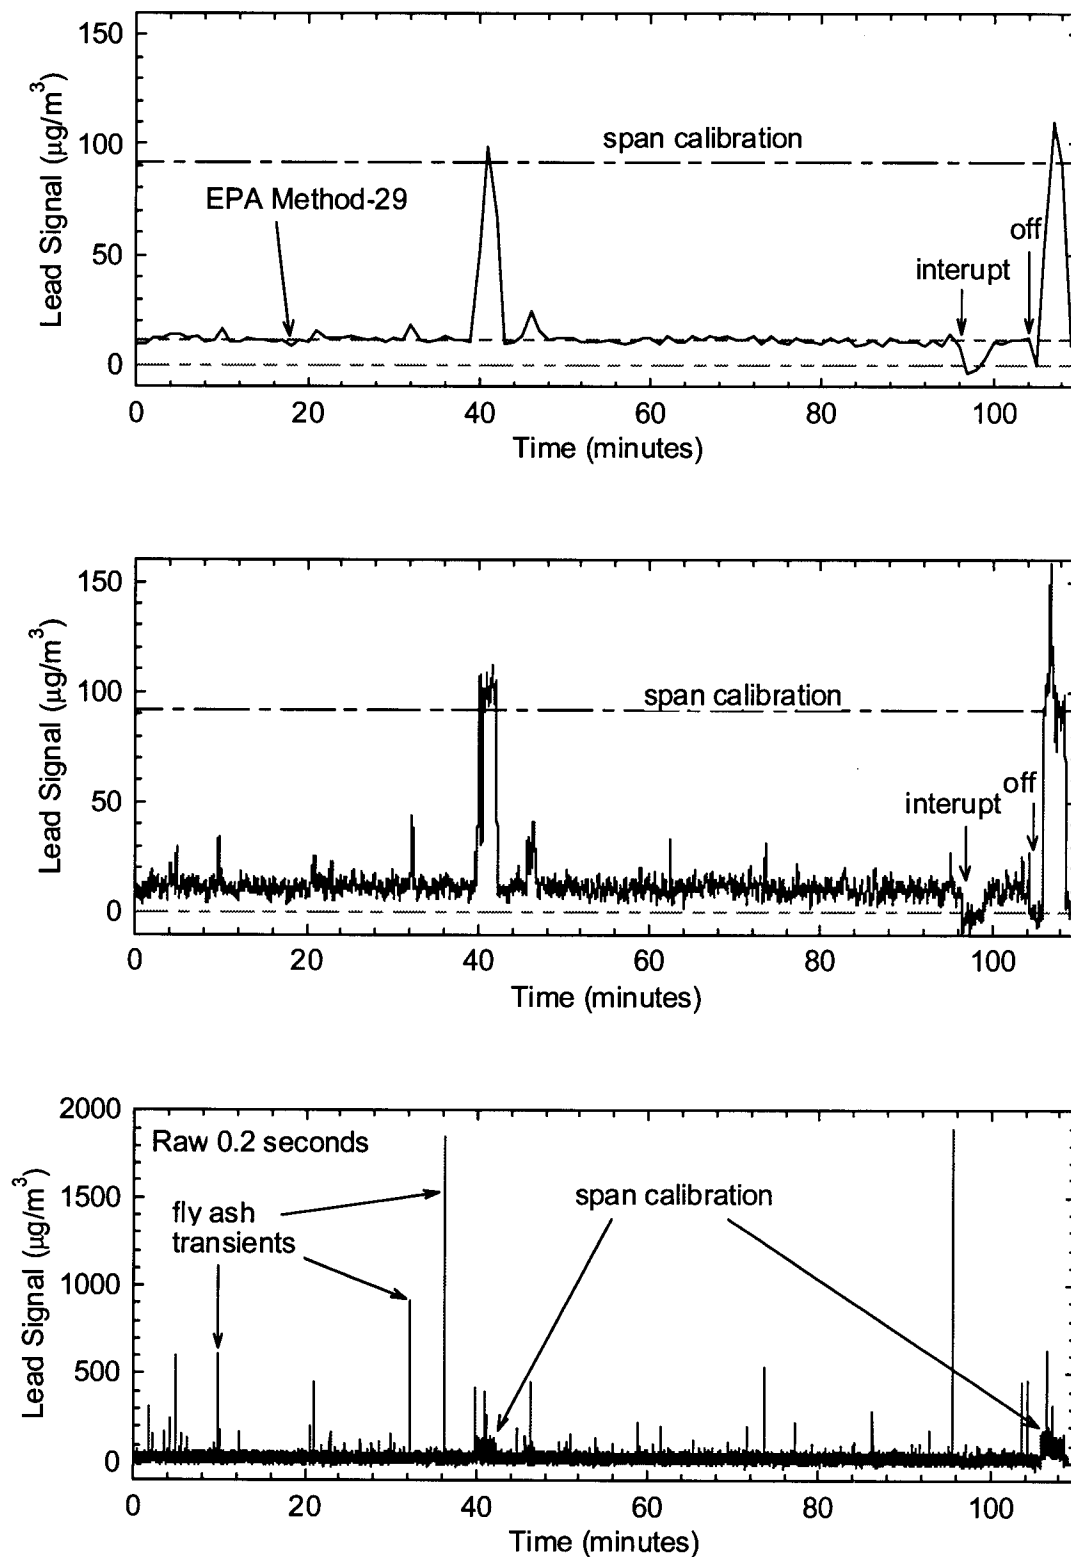 150
100
50
0
Lead Signal (µg/m³)
span calibration
EPA Method-29
off
interupt
0 20 40 60 80 100
Time (minutes)
150
100
50
0
Lead Signal (µg/m³)
span calibration
off
interupt
0 20 40 60 80 100
Time (minutes)
2000
1500
1000
500
0
Lead Signal (µg/m³)
Raw 0.2 seconds
fly ash
transients
span calibration
0 20 40 60 80 100
Time (minutes)